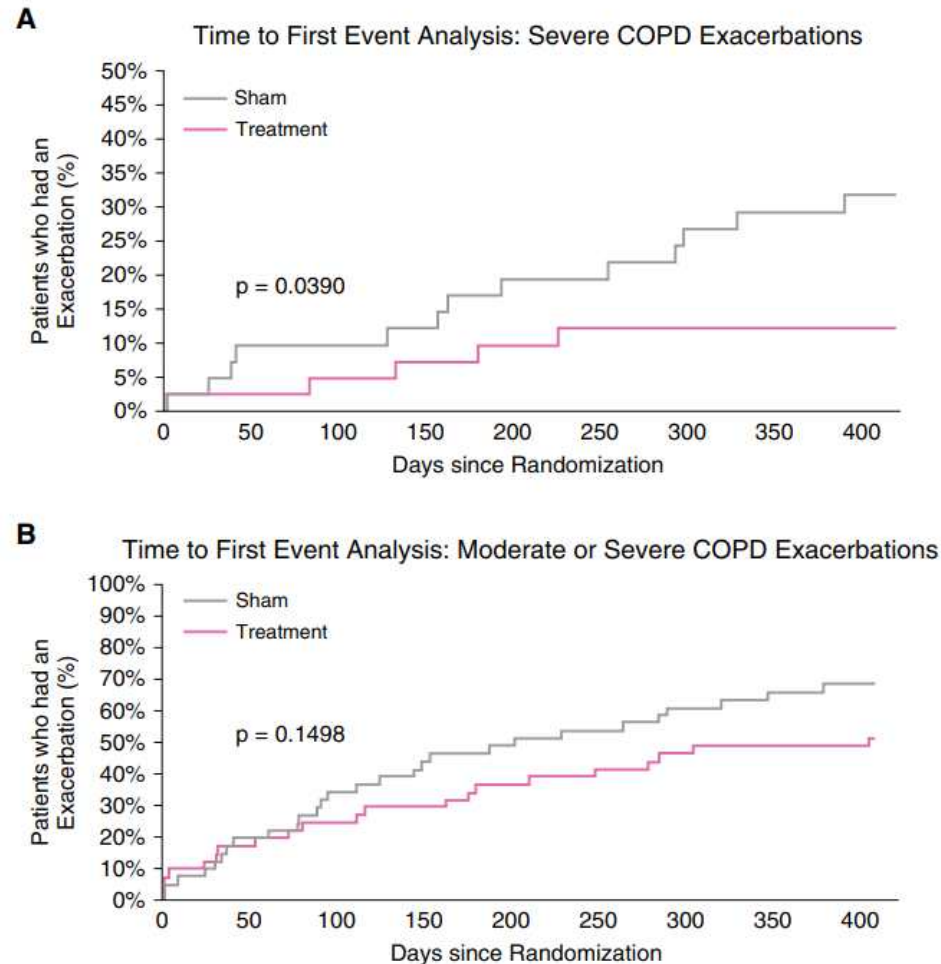 A
Time to First Event Analysis: Severe COPD Exacerbations
50%
45%
40%
35%
30%
25%
20%
15%
10%
5%
0%
Patients who had an
Exacerbation (%)
Sham
Treatment
p = 0.0390
0 50 100 150 200 250 300 350 400
Days since Randomization
B
Time to First Event Analysis: Moderate or Severe COPD Exacerbations
100%
90%
80%
70%
60%
50%
40%
30%
20%
10%
0%
Patients who had an
Exacerbation (%)
Sham
Treatment
p = 0.1498
0 50 100 150 200 250 300 350 400
Days since Randomization